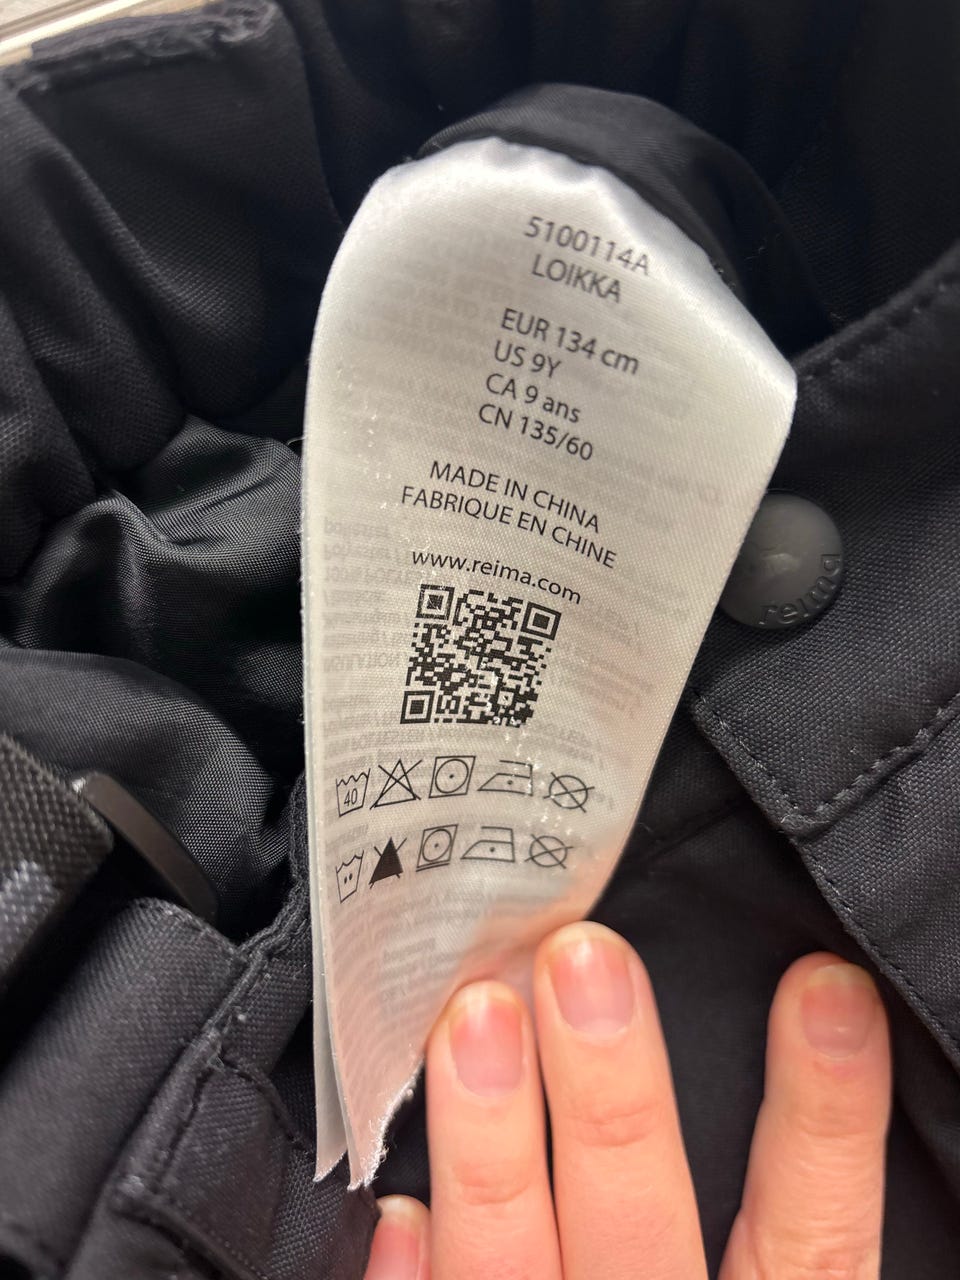 5100114A
LOIKKA
EUR 134 cm
US 9Y
CA 9 ans
CN 135/60
MADE IN CHINA
FABRIQUE EN CHINE
www.reima.com
40
reima